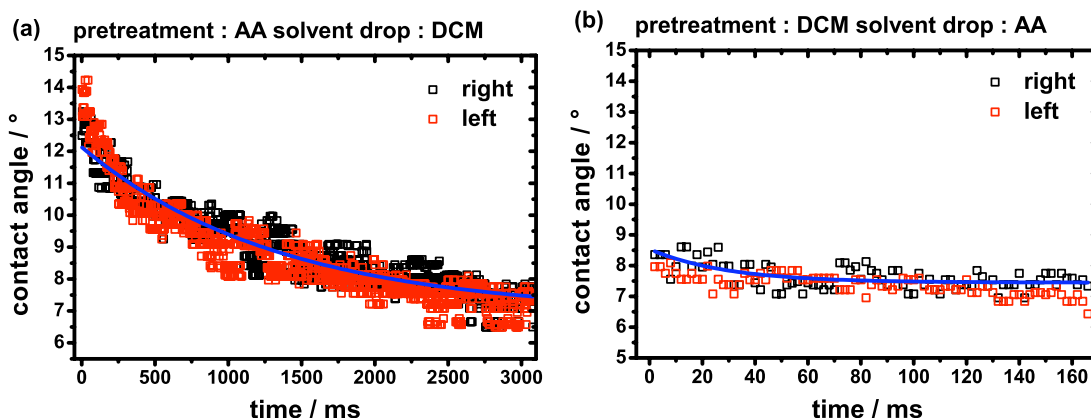 (a) pretreatment : AA solvent drop : DCM
15
14
13
12
11
10
9
8
7
6
contact angle / °
right
left
0 500 1000 1500 2000 2500 3000
time / ms
(b) pretreatment : DCM solvent drop : AA
15
14
13
12
11
10
9
8
7
6
5
contact angle / °
right
left
0 20 40 60 80 100 120 140 160
time / ms